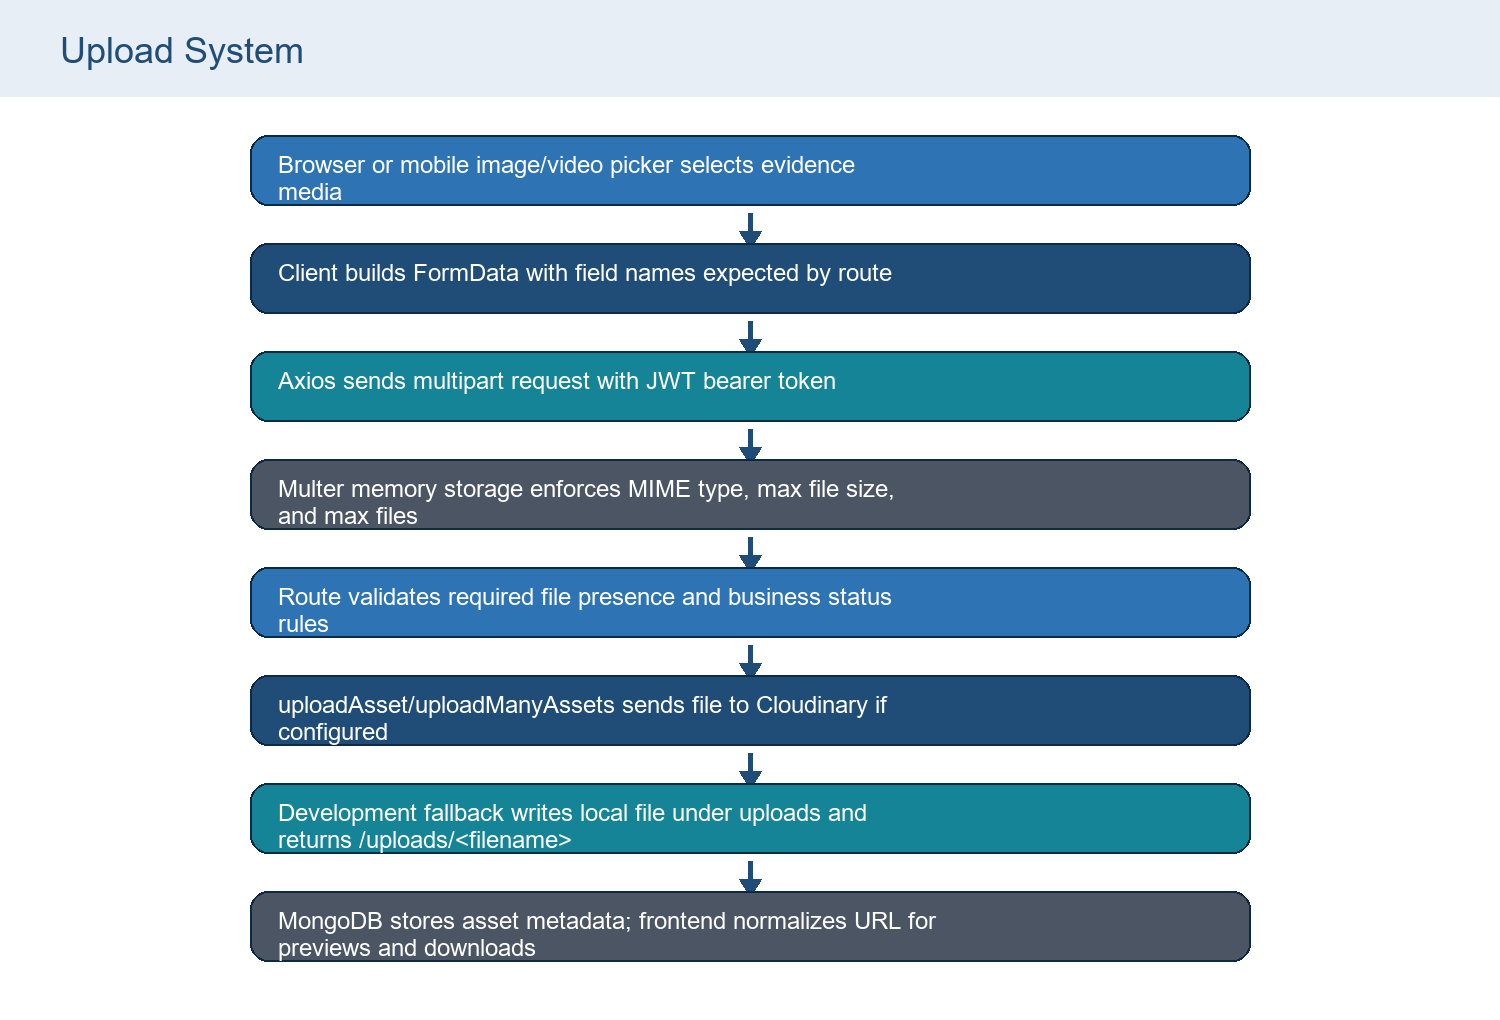 Upload System
Browser or mobile image/video picker selects evidence
media
Client builds FormData with field names expected by route
Axios sends multipart request with JWT bearer token
Multer memory storage enforces MIME type, max file size,
and max files
Route validates required file presence and business status
rules
uploadAsset/uploadManyAssets sends file to Cloudinary if
configured
Development fallback writes local file under uploads and
returns /uploads/<filename>
MongoDB stores asset metadata; frontend normalizes URL for
previews and downloads